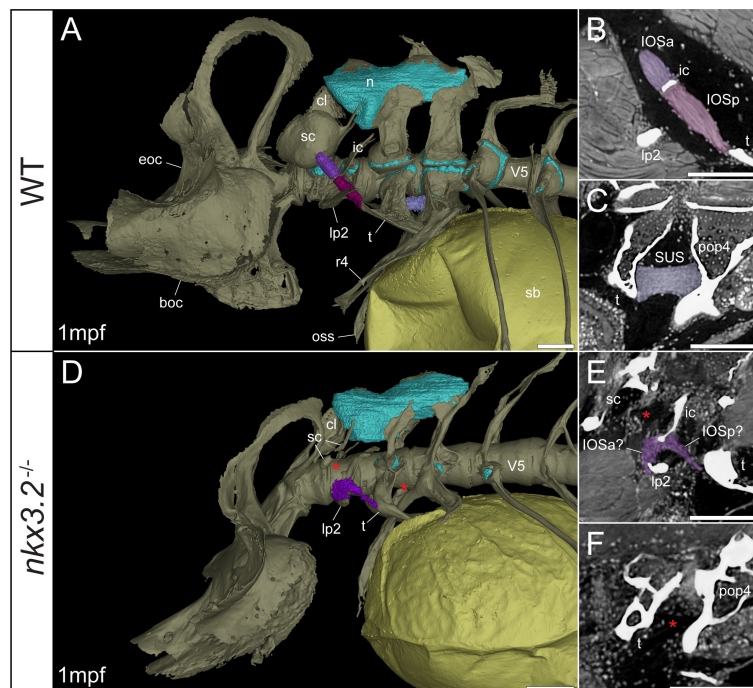 WT
A
n
cl
sc
ic
eoc
V5
lp2
t
r4
boc
sb
oss
1mpf
B
IOSa
ic
IOSp
lp2
t
C
pop4
SUS
t
nkx3.2-/-
D
cl
sc
*
V5
*
lp2
t
1mpf
E
sc
*
ic
IOSa?
IOSp?
lp2
t
F
pop4
*
t